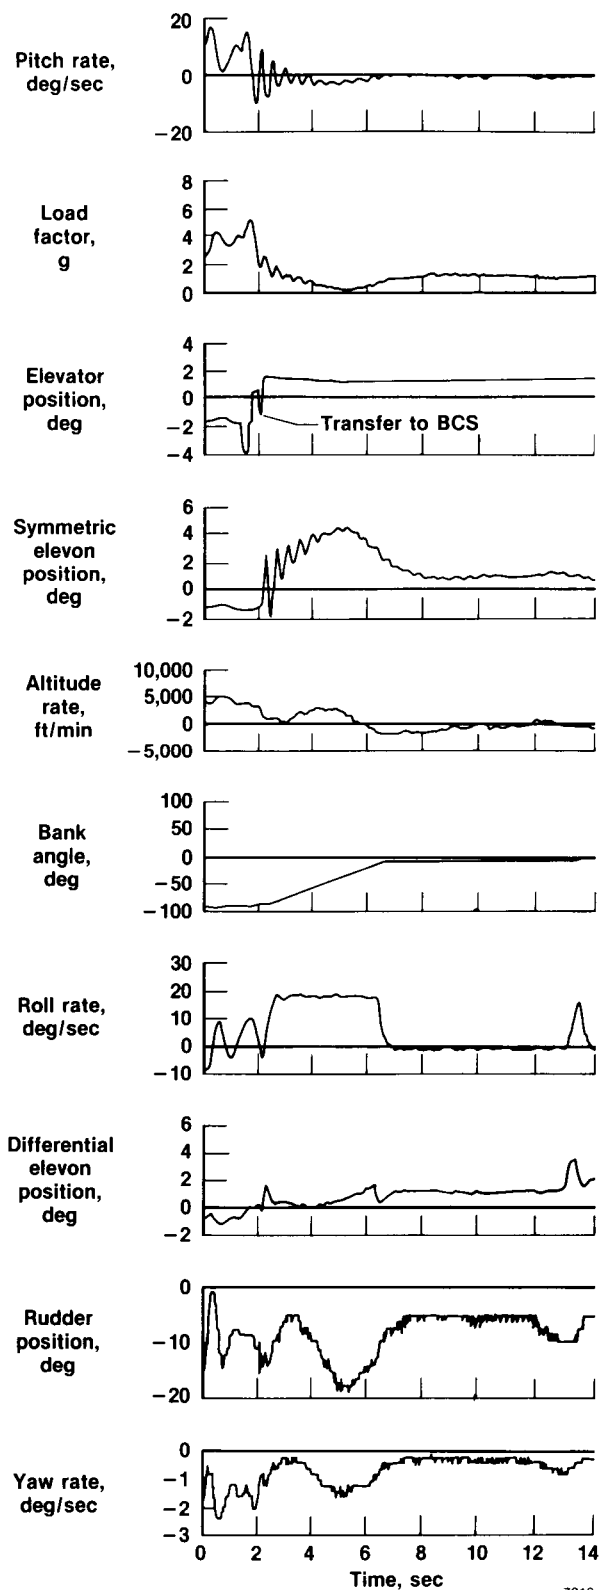 Pitch rate,
deg/sec
20
0
−20
Load
factor,
g
8
6
4
2
0
Elevator
position,
deg
4
2
0
−2
−4
Transfer to BCS
Symmetric
elevon
position,
deg
6
4
2
0
−2
Altitude
rate,
ft/min
10,000
5,000
0
−5,000
Bank
angle,
deg
100
50
0
−50
−100
Roll rate,
deg/sec
30
20
10
0
−10
Differential
elevon
position,
deg
6
4
2
0
−2
Rudder
position,
deg
0
−10
−20
Yaw rate,
deg/sec
0
−1
−2
−3
0 2 4 6 8 10 12 14
Time, sec